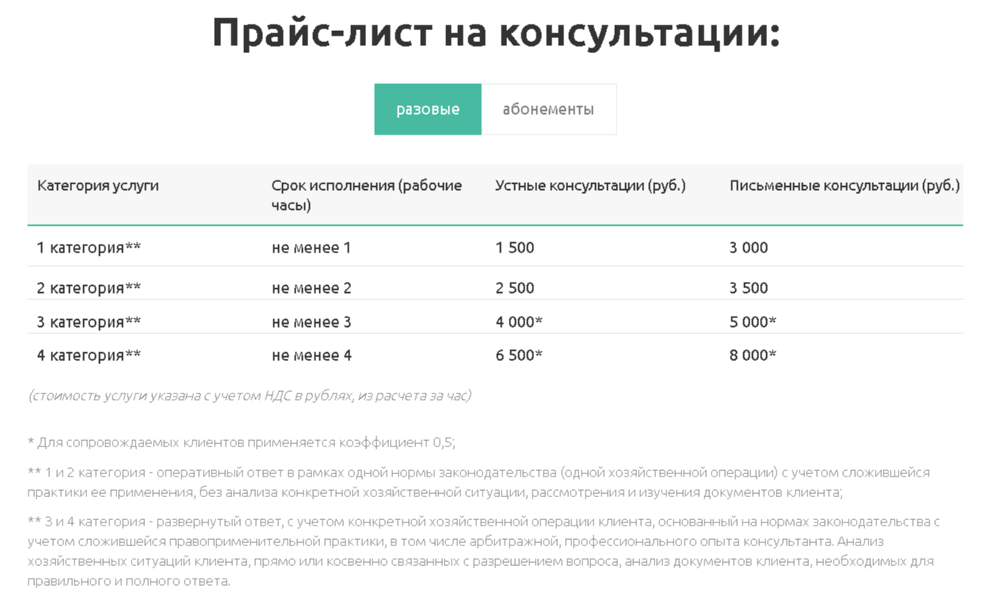 Прайс-лист на консультации:
разовые абонементы
Категория услуги Срок исполнения (рабочие часы) Устные консультации (руб.) Письменные консультации (руб.)
1 категория** не менее 1 1 500 3 000
2 категория** не менее 2 2 500 3 500
3 категория** не менее 3 4 000* 5 000*
4 категория** не менее 4 6 500* 8 000*
(стоимость услуги указана с учетом НДС в рублях, из расчета за час)
* Для сопровождаемых клиентов применяется коэффициент 0,5;
** 1 и 2 категория - оперативный ответ в рамках одной нормы законодательства (одной хозяйственной операции) с учетом сложившейся
практики ее применения, без анализа конкретной хозяйственной ситуации, рассмотрения и изучения документов клиента;
** 3 и 4 категория - развернутый ответ, с учетом конкретной хозяйственной операции клиента, основанный на нормах законодательства с
учетом сложившейся правоприменительной практики, в том числе арбитражной, профессионального опыта консультанта. Анализ
хозяйственных ситуаций клиента, прямо или косвенно связанных с разрешением вопроса, анализ документов клиента, необходимых для
правильного и полного ответа.